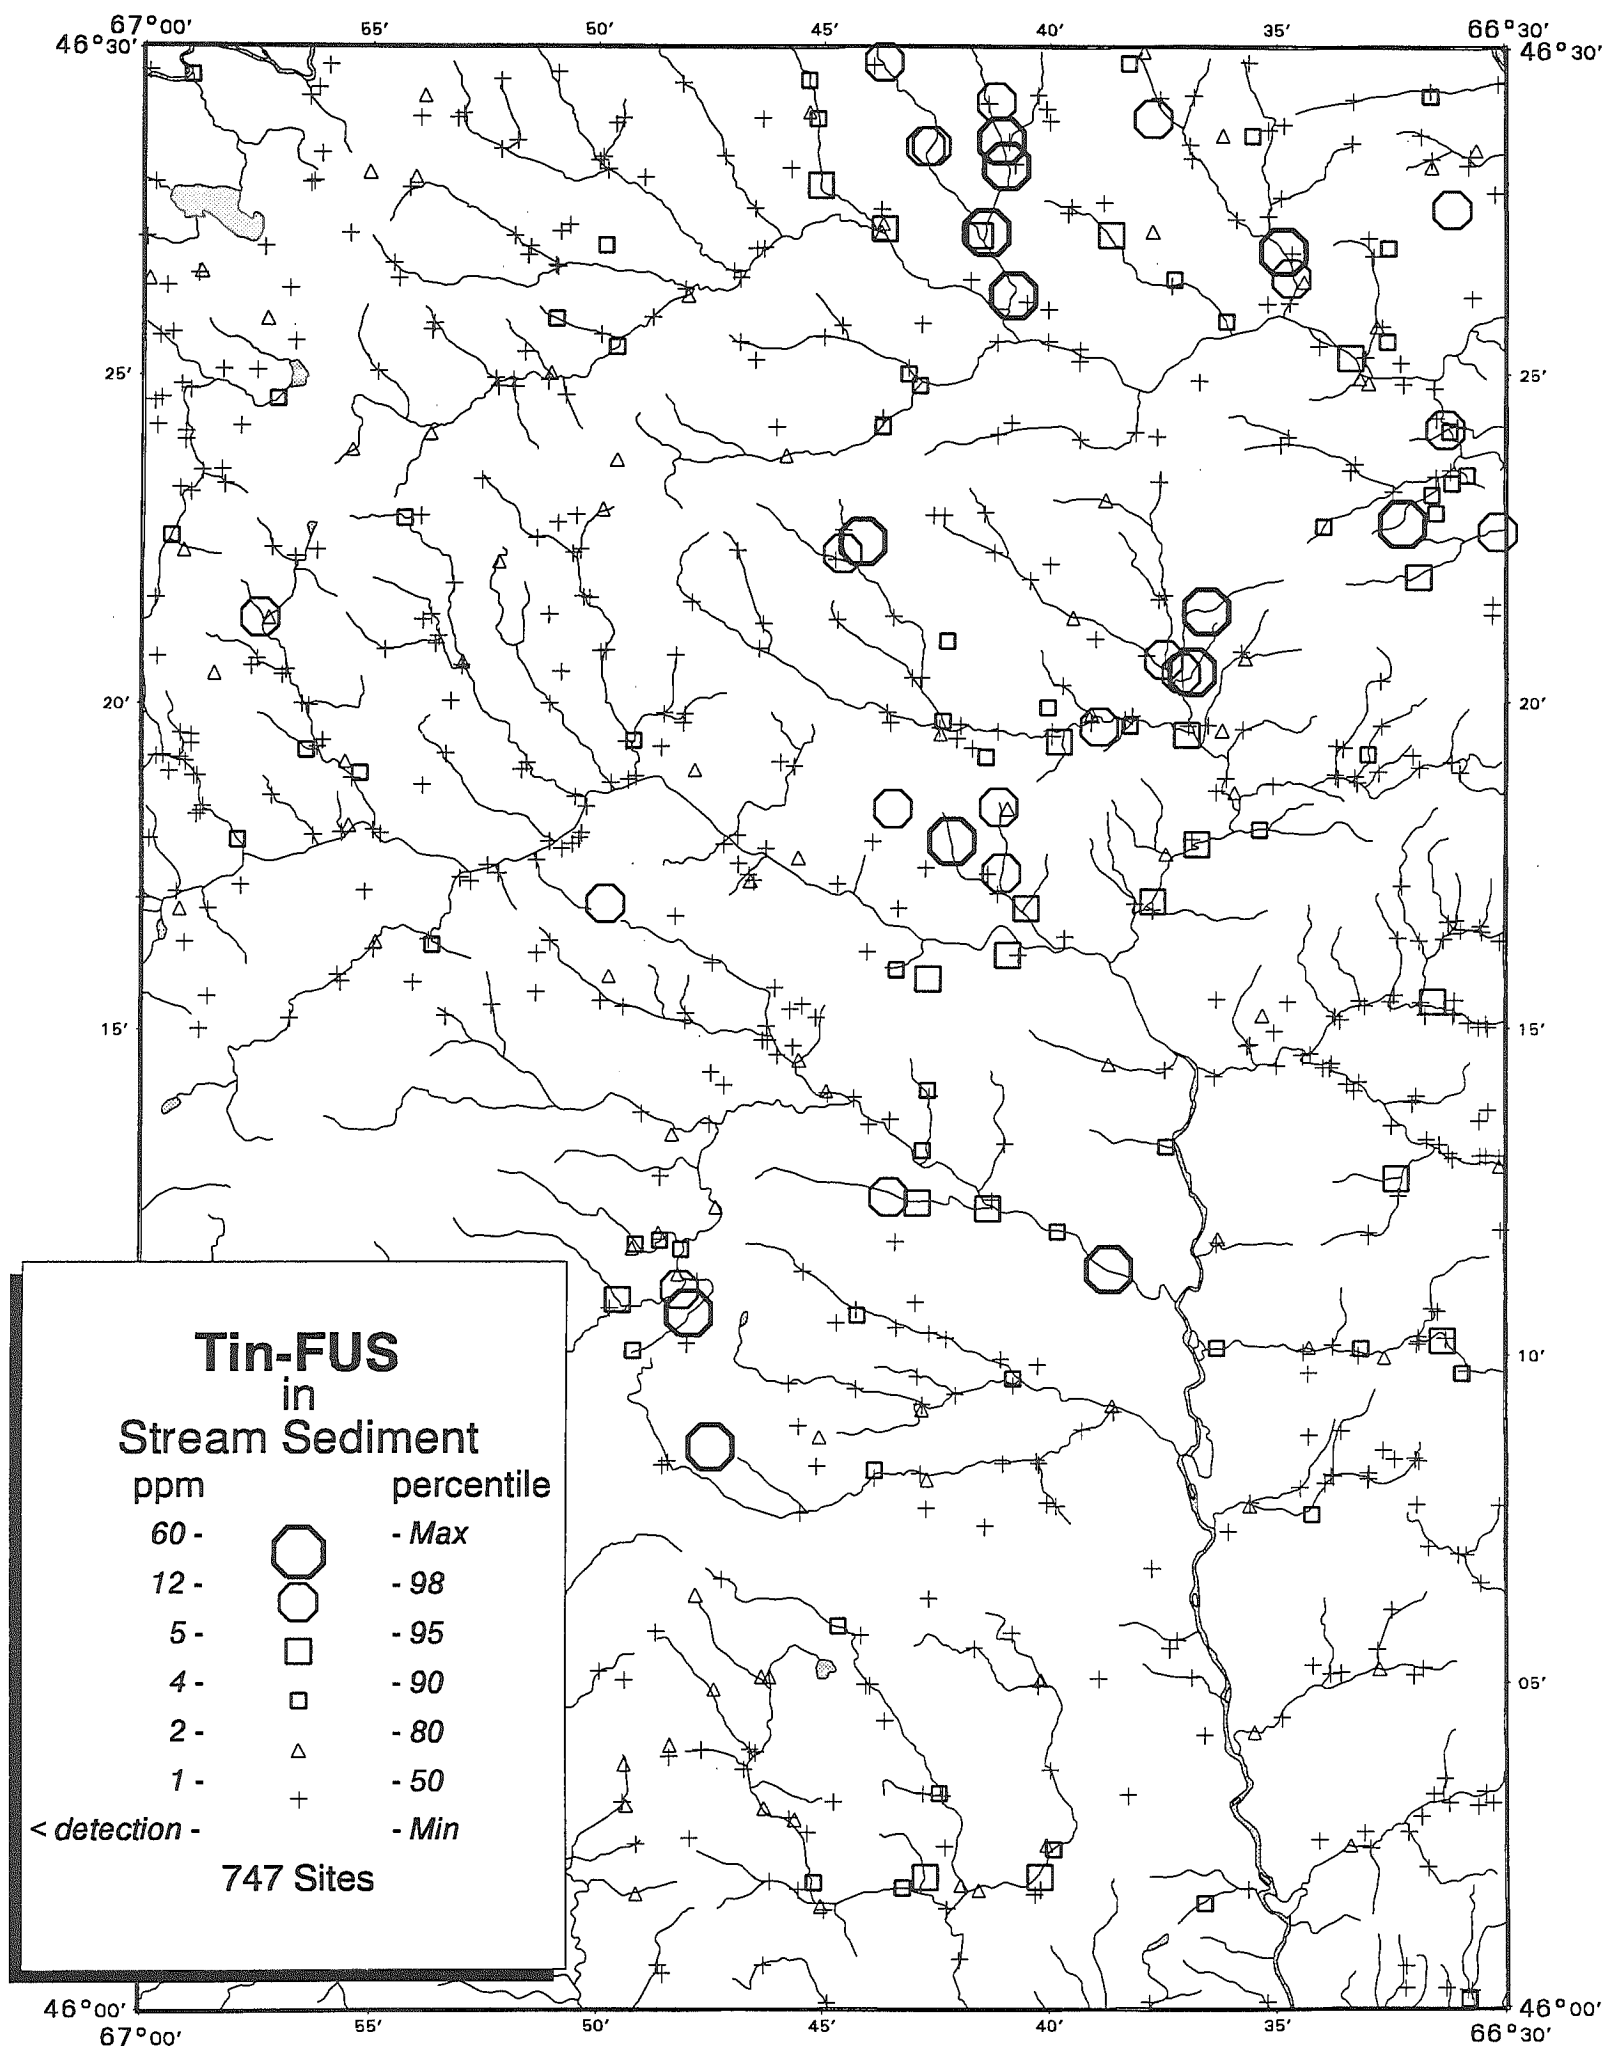 67°00′ 55′ 50′ 45′ 40′ 35′ 66°30′
46°30′ 46°30′
25′ 25′
20′ 20′
15′ 15′
10′
05′
Tin-FUS
in
Stream Sediment
ppm percentile
60 - - Max
12 - - 98
5 - - 95
4 - - 90
2 - - 80
1 - - 50
< detection - - Min
747 Sites
46°00′ 46°00′
67°00′ 55′ 50′ 45′ 40′ 35′ 66°30′